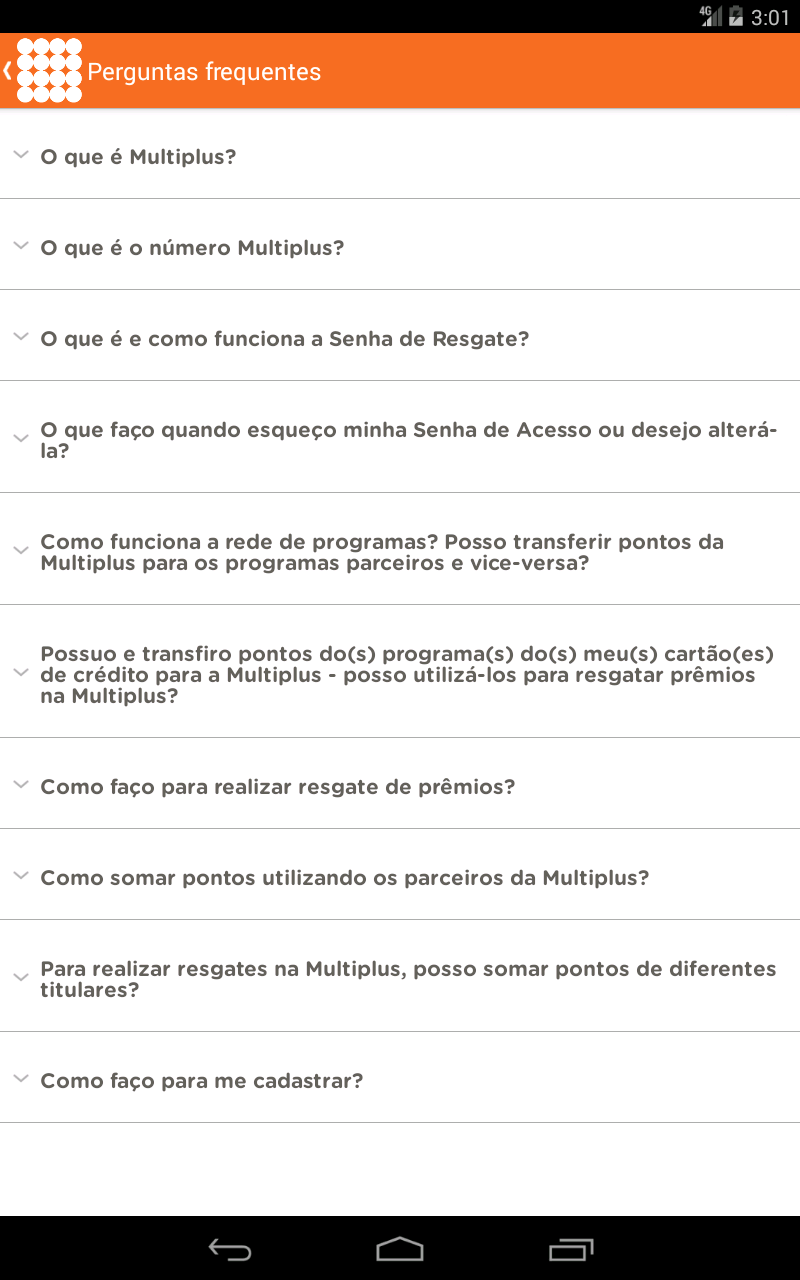 4G 3:01
Perguntas frequentes
O que é Multiplus?
O que é o número Multiplus?
O que é e como funciona a Senha de Resgate?
O que faço quando esqueço minha Senha de Acesso ou desejo alterá-
la?
Como funciona a rede de programas? Posso transferir pontos da
Multiplus para os programas parceiros e vice-versa?
Possuo e transfiro pontos do(s) programa(s) do(s) meu(s) cartão(es)
de crédito para a Multiplus - posso utilizá-los para resgatar prêmios
na Multiplus?
Como faço para realizar resgate de prêmios?
Como somar pontos utilizando os parceiros da Multiplus?
Para realizar resgates na Multiplus, posso somar pontos de diferentes
titulares?
Como faço para me cadastrar?